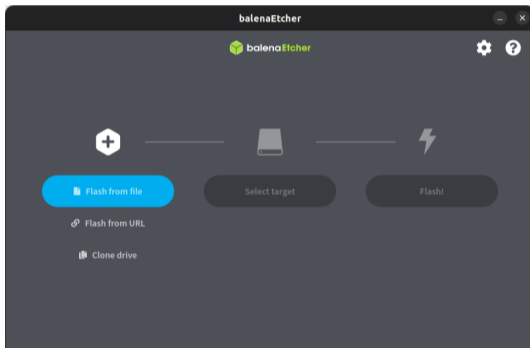 balenaEtcher
balenaEtcher
Flash from file
Select target
Flash!
Flash from URL
Clone drive